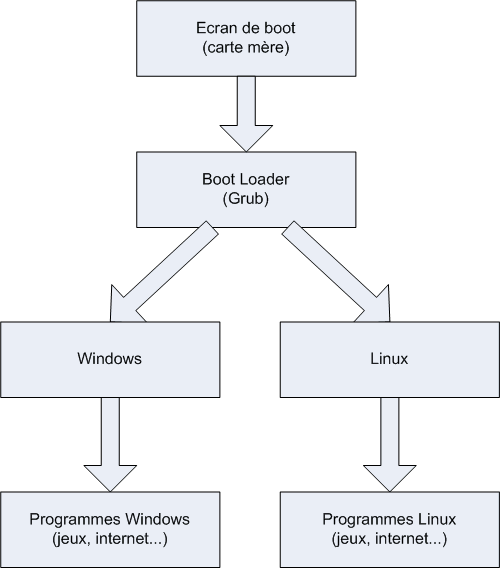 Ecran de boot
(carte mère)
Boot Loader
(Grub)
Windows
Linux
Programmes Windows
(jeux, internet...)
Programmes Linux
(jeux, internet...)